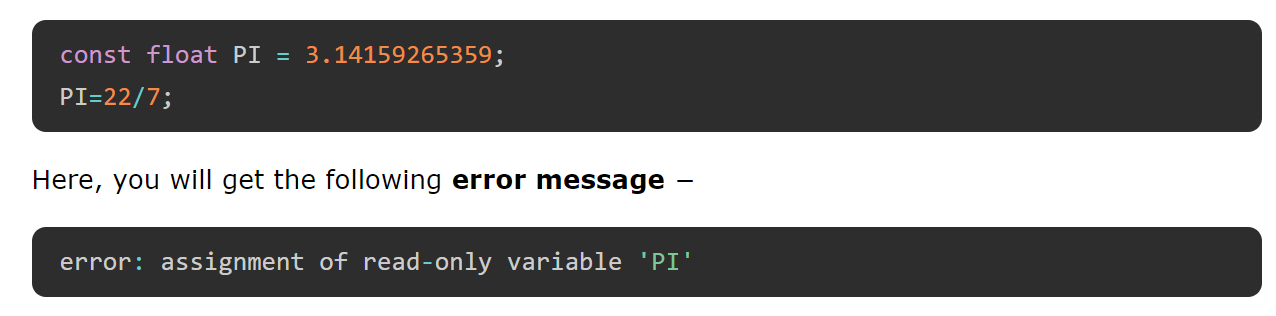 const float PI = 3.14159265359;
PI=22/7;
Here, you will get the following error message −
error: assignment of read-only variable 'PI'